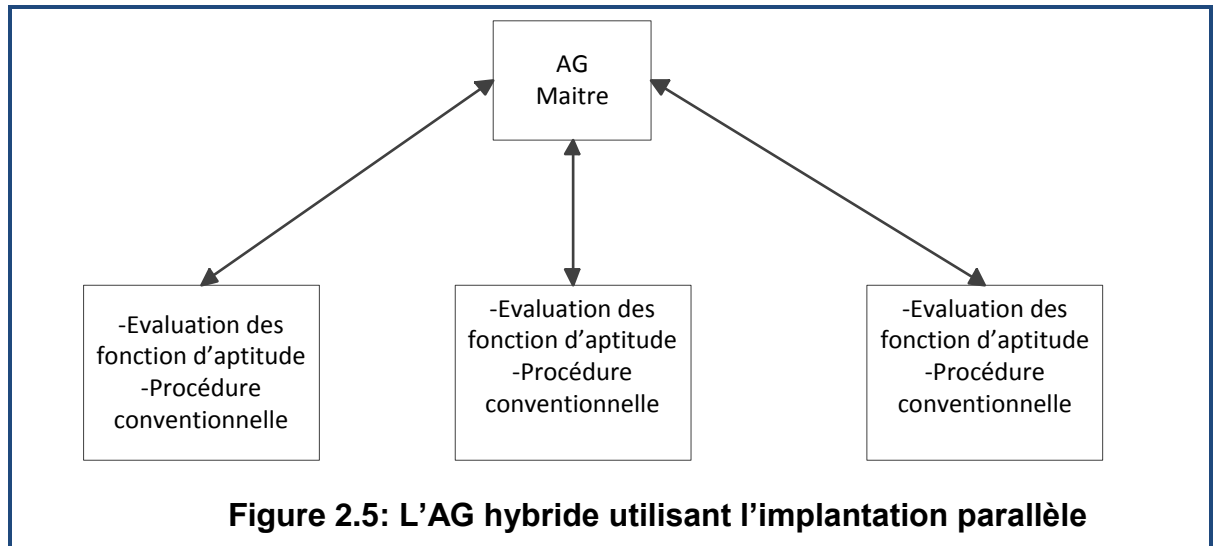 AG
Maitre
-Evaluation des
fonction d’aptitude
-Procédure
conventionnelle
-Evaluation des
fonction d’aptitude
-Procédure
conventionnelle
-Evaluation des
fonction d’aptitude
-Procédure
conventionnelle
Figure 2.5: L’AG hybride utilisant l’implantation parallèle